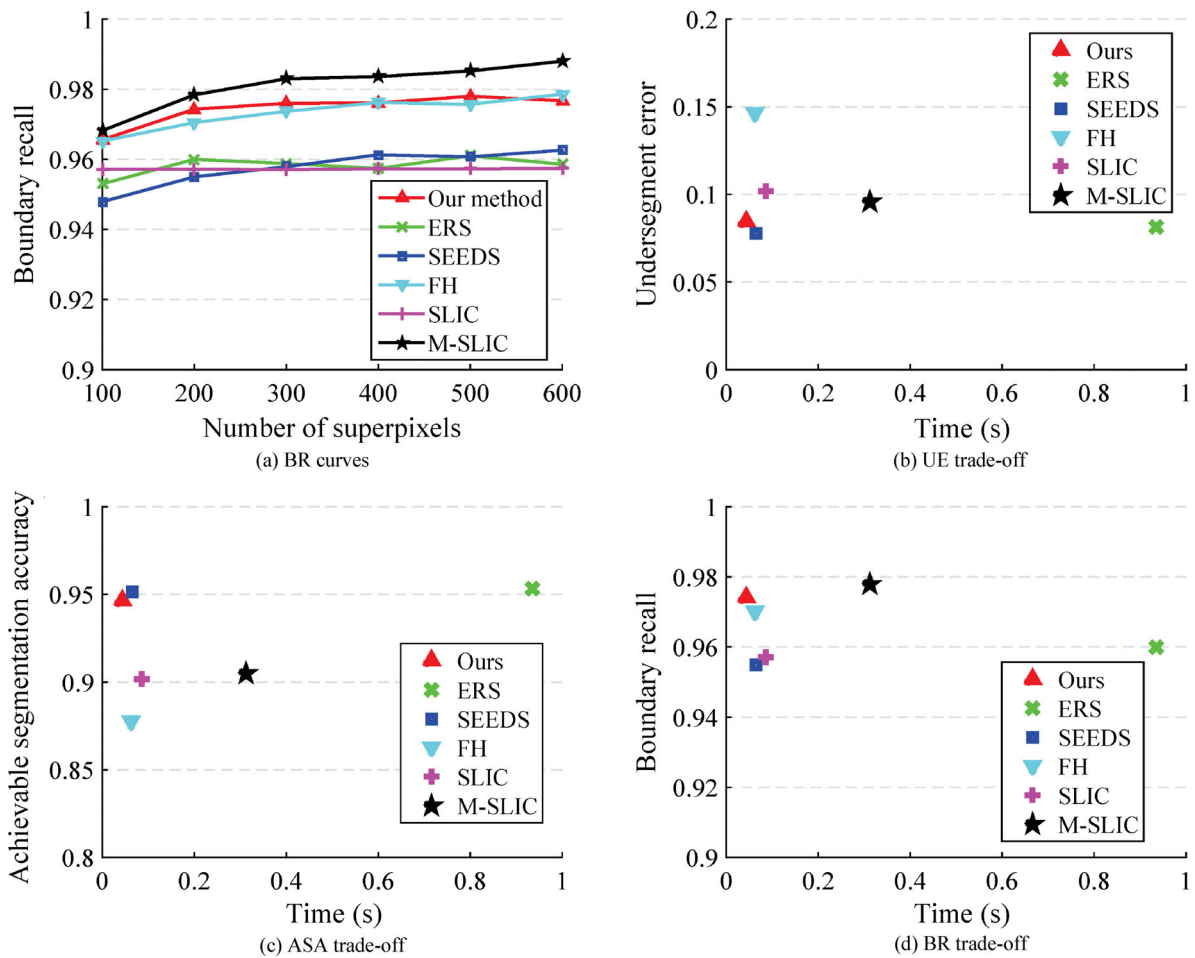 1
0.98
0.96
0.94
0.92
0.9
Boundary recall
Our method
ERS
SEEDS
FH
SLIC
M-SLIC
100 200 300 400 500 600
Number of superpixels
(a) BR curves
0.2
0.15
0.1
0.05
0
Undersegment error
Ours
ERS
SEEDS
FH
SLIC
M-SLIC
0 0.2 0.4 0.6 0.8 1
Time (s)
(b) UE trade-off
1
0.95
0.9
0.85
0.8
Achievable segmentation accuracy
Ours
ERS
SEEDS
FH
SLIC
M-SLIC
0 0.2 0.4 0.6 0.8 1
Time (s)
(c) ASA trade-off
1
0.98
0.96
0.94
0.92
0.9
Boundary recall
Ours
ERS
SEEDS
FH
SLIC
M-SLIC
0 0.2 0.4 0.6 0.8 1
Time (s)
(d) BR trade-off